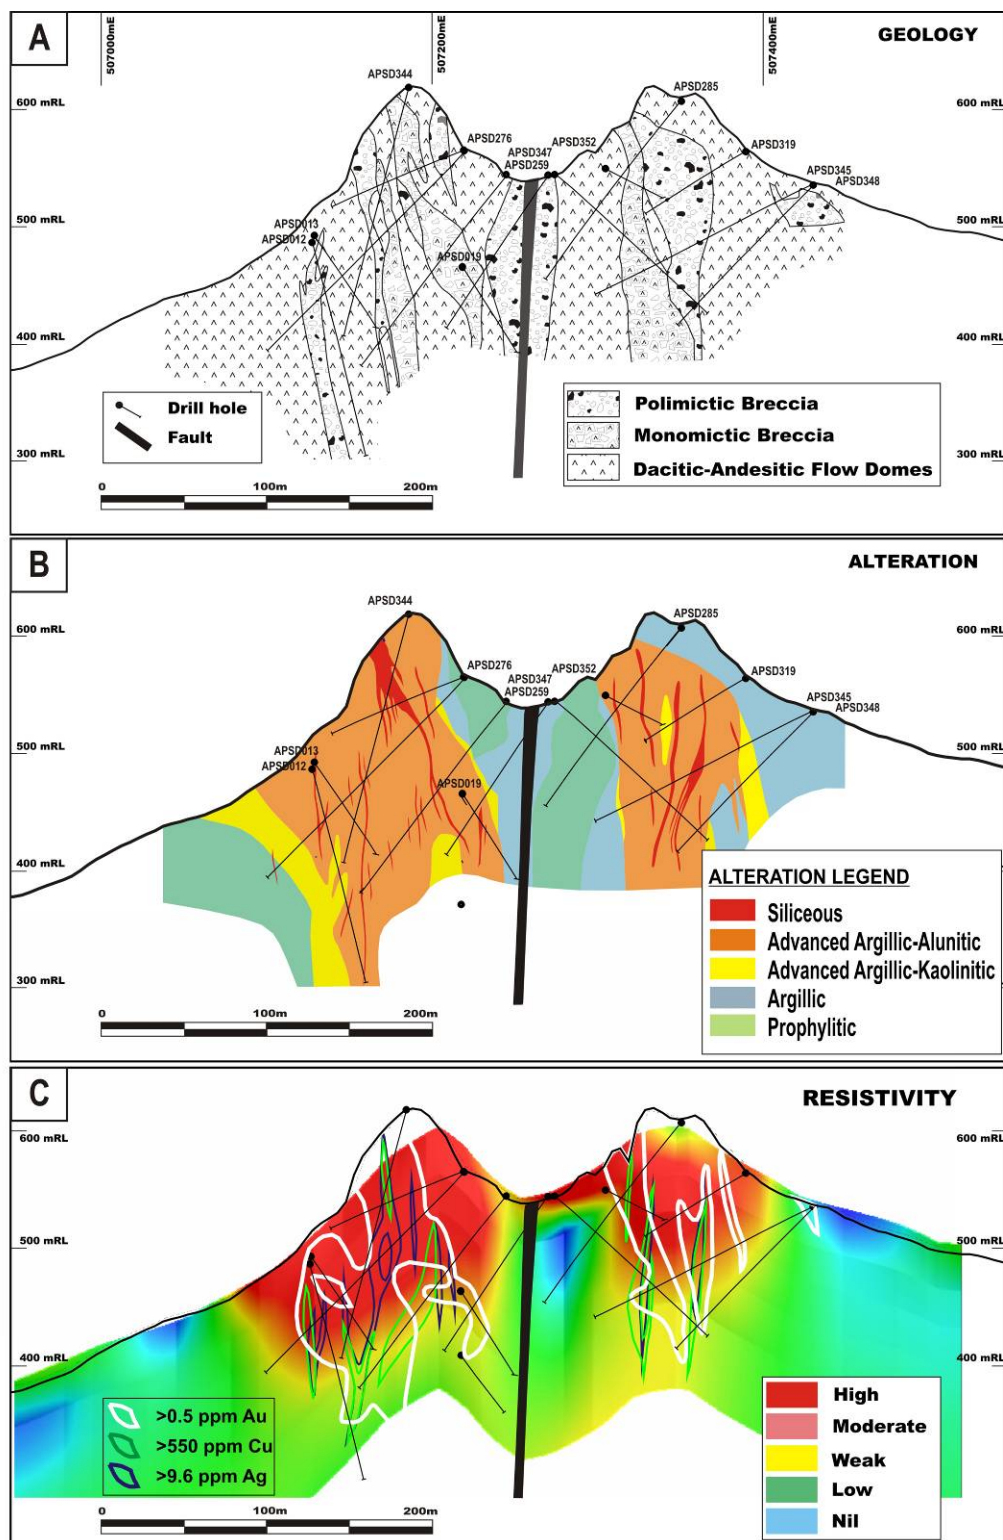 A
GEOLOGY
507000mE
507200mE
507400mE
APSD344
APSD285
600 mRL
600 mRL
APSD276
APSD352
APSD347
APSD259
APSD319
APSD345
APSD348
500 mRL
500 mRL
APSD013
APSD012
APSD019
400 mRL
400 mRL
Drill hole
Fault
Polimictic Breccia
Monomictic Breccia
Dacitic-Andesitic Flow Domes
300 mRL
300 mRL
0 100m 200m
B
ALTERATION
APSD344
APSD285
600 mRL
600 mRL
APSD276
APSD352
APSD347
APSD259
APSD319
APSD345
APSD348
500 mRL
500 mRL
APSD013
APSD012
APSD019
400 mRL
400 mRL
ALTERATION LEGEND
Siliceous
Advanced Argillic-Alunitic
Advanced Argillic-Kaolinitic
Argillic
Prophylitic
300 mRL
0 100m 200m
C
RESISTIVITY
600 mRL
600 mRL
500 mRL
500 mRL
400 mRL
400 mRL
>0.5 ppm Au
>550 ppm Cu
>9.6 ppm Ag
High
Moderate
Weak
Low
Nil
0 100m 200m